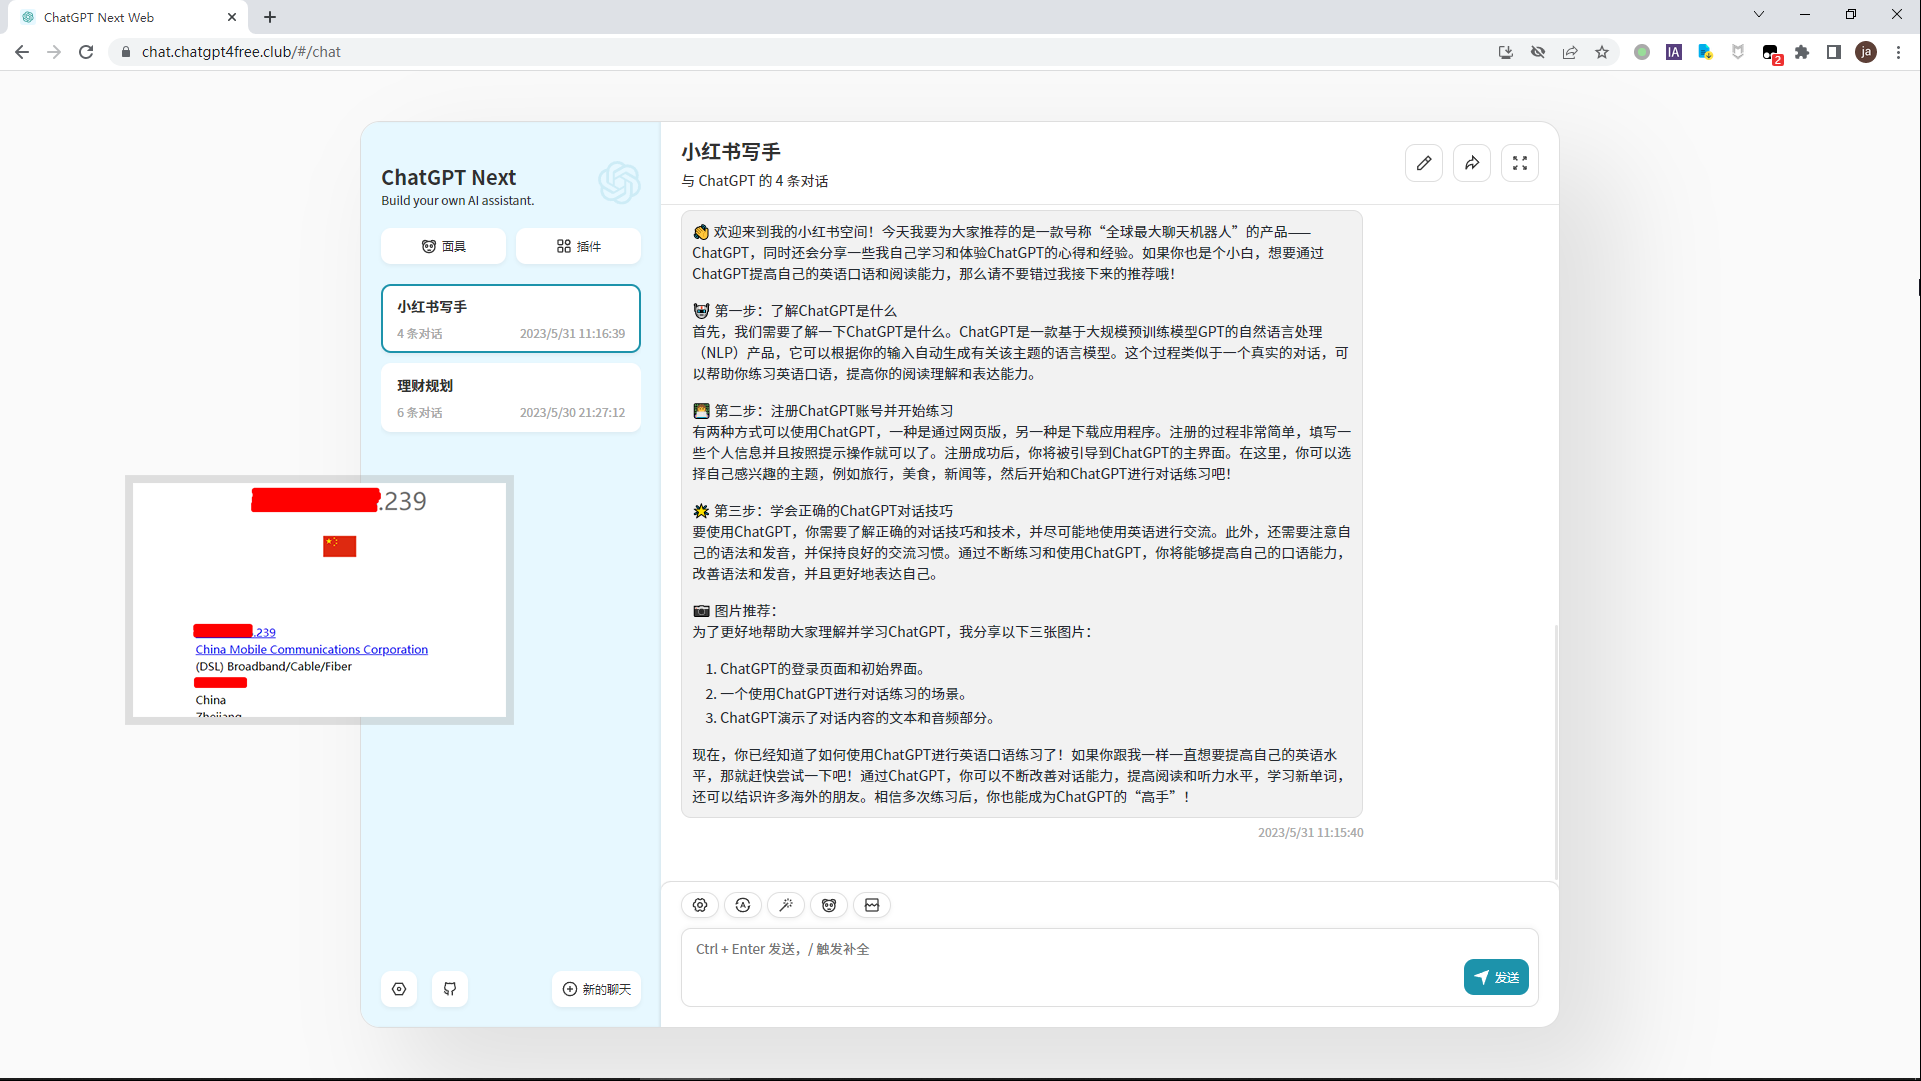 ChatGPT Next Web
chat.chatgpt4free.club/#/chat
IA
2
ja
ChatGPT Next
Build your own AI assistant.
面具
插件
小红书写手
4 条对话
2023/5/31 11:16:39
理财规划
6 条对话
2023/5/30 21:27:12
.239
.239
China Mobile Communications Corporation
(DSL) Broadband/Cable/Fiber
China
Zhejiang
新的聊天
小红书写手
与 ChatGPT 的 4 条对话
欢迎来到我的小红书空间！今天我要为大家推荐的是一款号称“全球最大聊天机器人”的产品——
ChatGPT，同时还会分享一些我自己学习和体验ChatGPT的心得和经验。如果你也是个小白，想要通过
ChatGPT提高自己的英语口语和阅读能力，那么请不要错过我接下来的推荐哦！
第一步：了解ChatGPT是什么
首先，我们需要了解一下ChatGPT是什么。ChatGPT是一款基于大规模预训练模型GPT的自然语言处理
（NLP）产品，它可以根据你的输入自动生成有关该主题的语言模型。这个过程类似于一个真实的对话，可
以帮助你练习英语口语，提高你的阅读理解和表达能力。
第二步：注册ChatGPT账号并开始练习
有两种方式可以使用ChatGPT，一种是通过网页版，另一种是下载应用程序。注册的过程非常简单，填写一
些个人信息并且按照提示操作就可以了。注册成功后，你将被引导到ChatGPT的主界面。在这里，你可以选
择自己感兴趣的主题，例如旅行，美食，新闻等，然后开始和ChatGPT进行对话练习吧！
第三步：学会正确的ChatGPT对话技巧
要使用ChatGPT，你需要了解正确的对话技巧和技术，并尽可能地使用英语进行交流。此外，还需要注意自
己的语法和发音，并保持良好的交流习惯。通过不断练习和使用ChatGPT，你将能够提高自己的口语能力，
改善语法和发音，并且更好地表达自己。
图片推荐：
为了更好地帮助大家理解并学习ChatGPT，我分享以下三张图片：
1. ChatGPT的登录页面和初始界面。
2. 一个使用ChatGPT进行对话练习的场景。
3. ChatGPT演示了对话内容的文本和音频部分。
现在，你已经知道了如何使用ChatGPT进行英语口语练习了！如果你跟我一样一直想要提高自己的英语水
平，那就赶快尝试一下吧！通过ChatGPT，你可以不断改善对话能力，提高阅读和听力水平，学习新单词，
还可以结识许多海外的朋友。相信多次练习后，你也能成为ChatGPT的“高手”！
2023/5/31 11:15:40
Ctrl + Enter 发送，/ 触发补全
发送